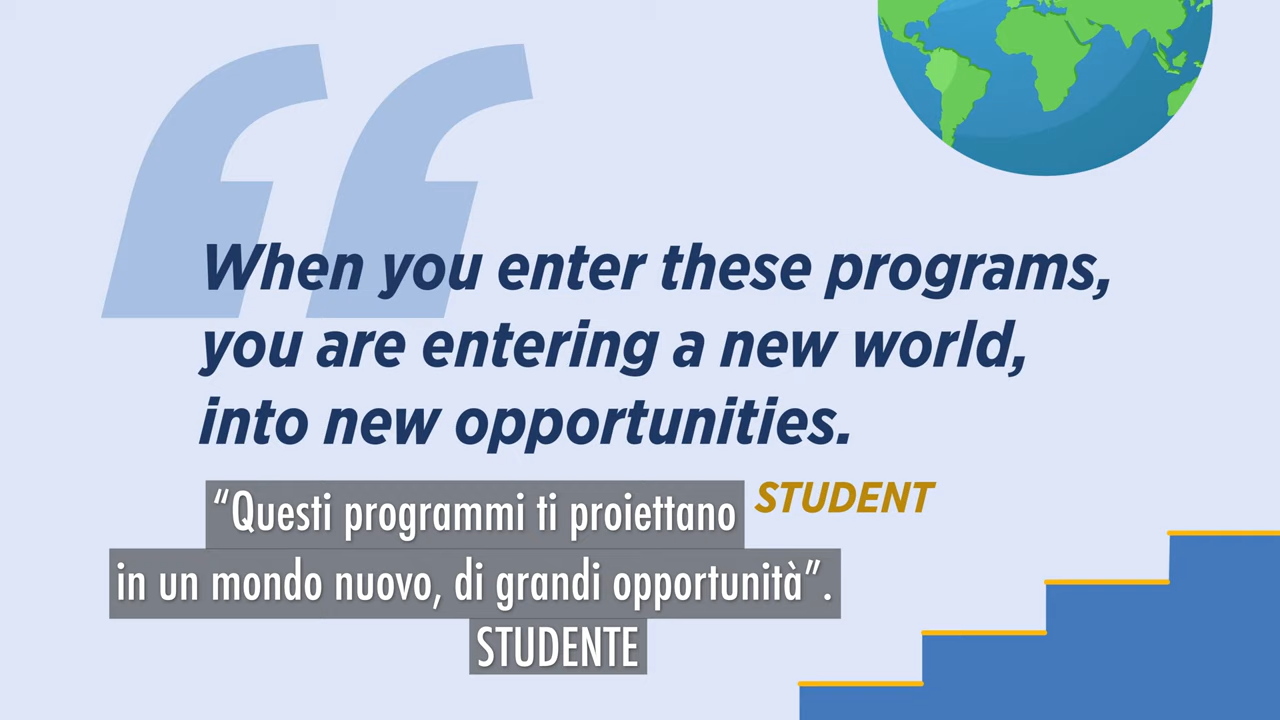 When you enter these programs,
you are entering a new world,
into new opportunities.
STUDENT
“Questi programmi ti proiettano
in un mondo nuovo, di grandi opportunità”.
STUDENTE